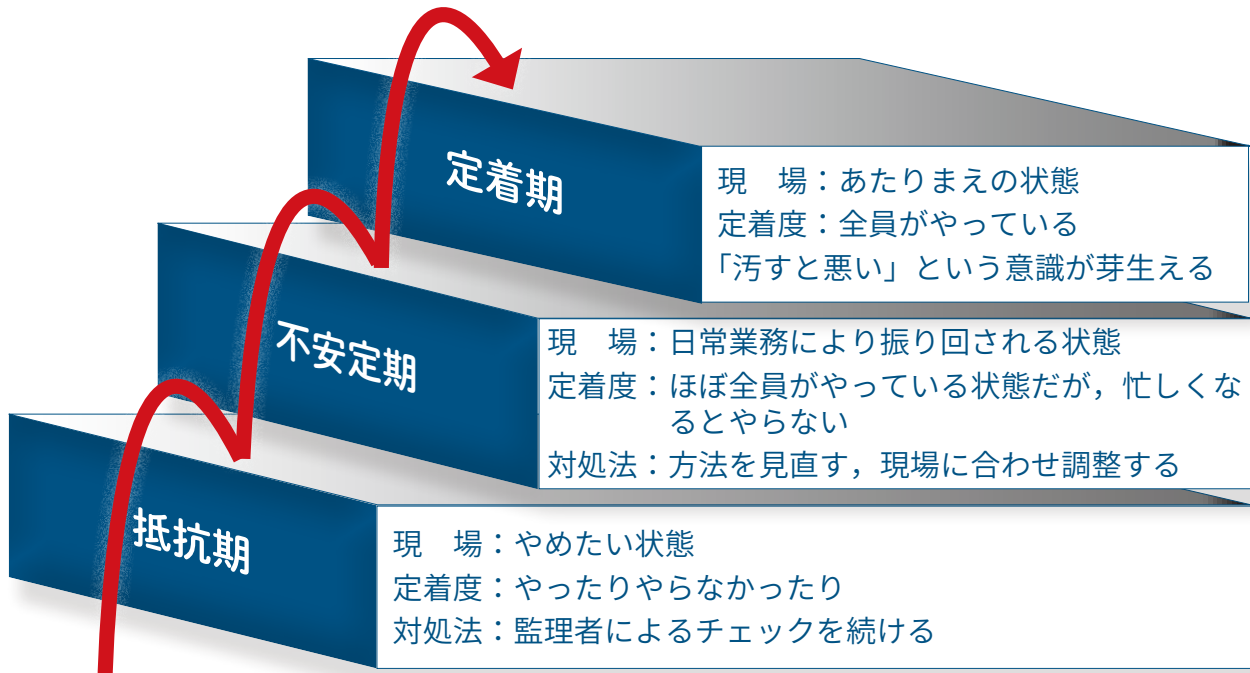 定着期
現　場：あたりまえの状態
定着度：全員がやっている
「汚すと悪い」という意識が芽生える
不安定期
現　場：日常業務により振り回される状態
定着度：ほぼ全員がやっている状態だが，忙しくな
るとやらない
対処法：方法を見直す，現場に合わせ調整する
抵抗期
現　場：やめたい状態
定着度：やったりやらなかったり
対処法：監理者によるチェックを続ける